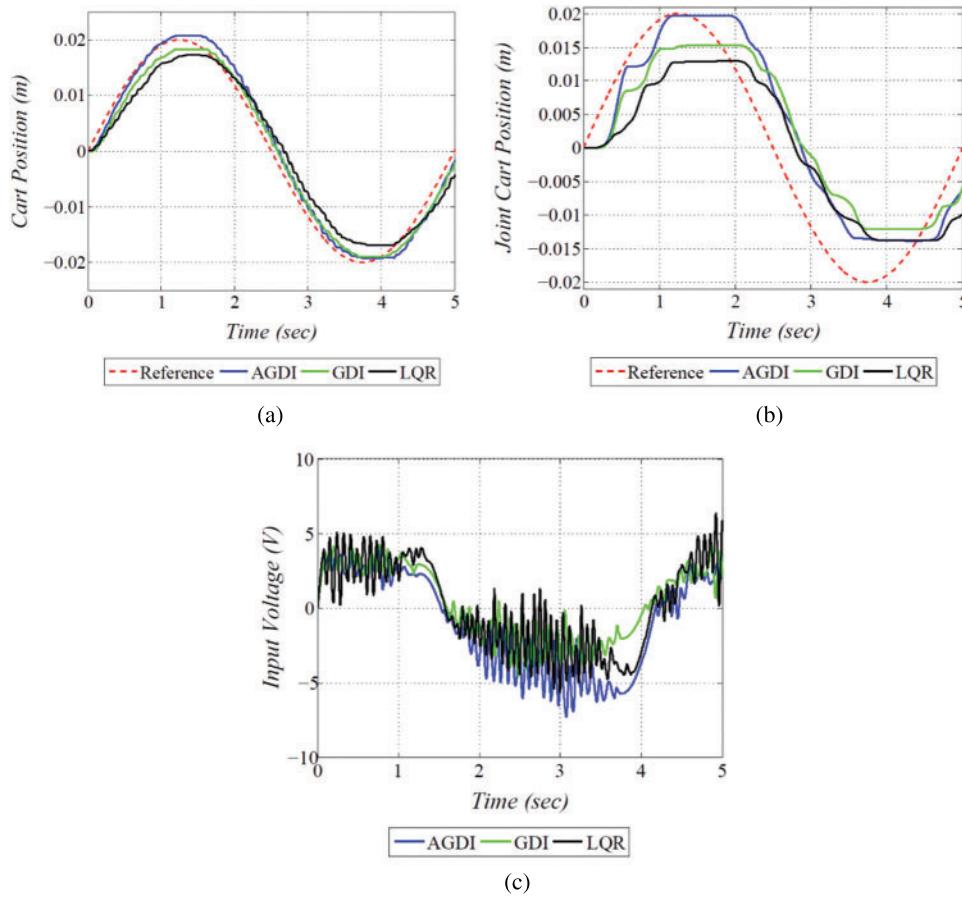 Cart Position (m)
0.02
0.01
0
−0.01
−0.02
0 1 2 3 4 5
Time (sec)
Reference AGDI GDI LQR
(a)
Joint Cart Position (m)
0.02
0.015
0.01
0.005
0
−0.005
−0.01
−0.015
−0.02
0 1 2 3 4 5
Time (sec)
Reference AGDI GDI LQR
(b)
Input Voltage (V)
10
5
0
−5
−10
0 1 2 3 4 5
Time (sec)
AGDI GDI LQR
(c)